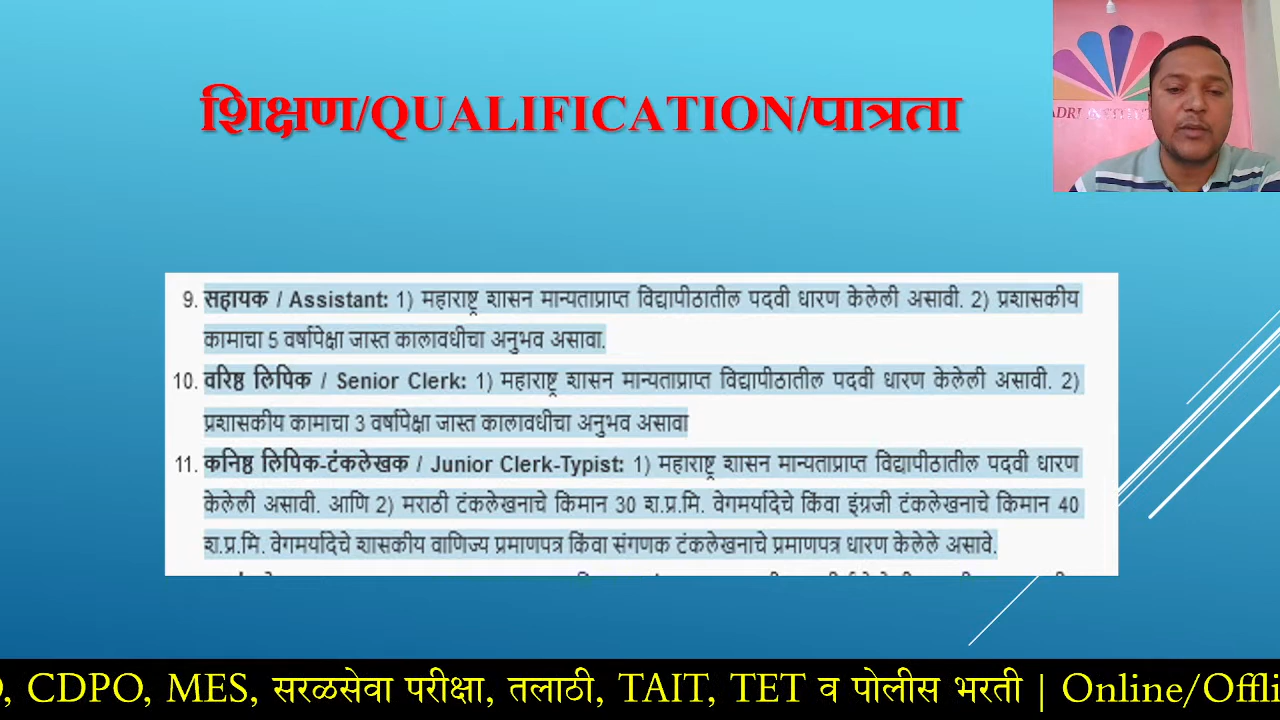 शिक्षण/QUALIFICATION/पात्रता
9. सहायक / Assistant: 1) महाराष्ट्र शासन मान्यताप्राप्त विद्यापीठातील पदवी धारण केलेली असावी. 2) प्रशासकीय
कामाचा 5 वर्षापेक्षा जास्त कालावधीचा अनुभव असावा.
10. वरिष्ठ लिपिक / Senior Clerk: 1) महाराष्ट्र शासन मान्यताप्राप्त विद्यापीठातील पदवी धारण केलेली असावी. 2)
प्रशासकीय कामाचा 3 वर्षापेक्षा जास्त कालावधीचा अनुभव असावा
11. कनिष्ठ लिपिक-टंकलेखक / Junior Clerk-Typist: 1) महाराष्ट्र शासन मान्यताप्राप्त विद्यापीठातील पदवी धारण
केलेली असावी. आणि 2) मराठी टंकलेखनाचे किमान 30 श.प्र.मि. वेगमर्यादेचे किंवा इंग्रजी टंकलेखनाचे किमान 40
श.प्र.मि. वेगमर्यादेचे शासकीय वाणिज्य प्रमाणपत्र किंवा संगणक टंकलेखनाचे प्रमाणपत्र धारण केलेले असावे.
, CDPO, MES, सरळसेवा परीक्षा, तलाठी, TAIT, TET व पोलीस भरती | Online/Offli